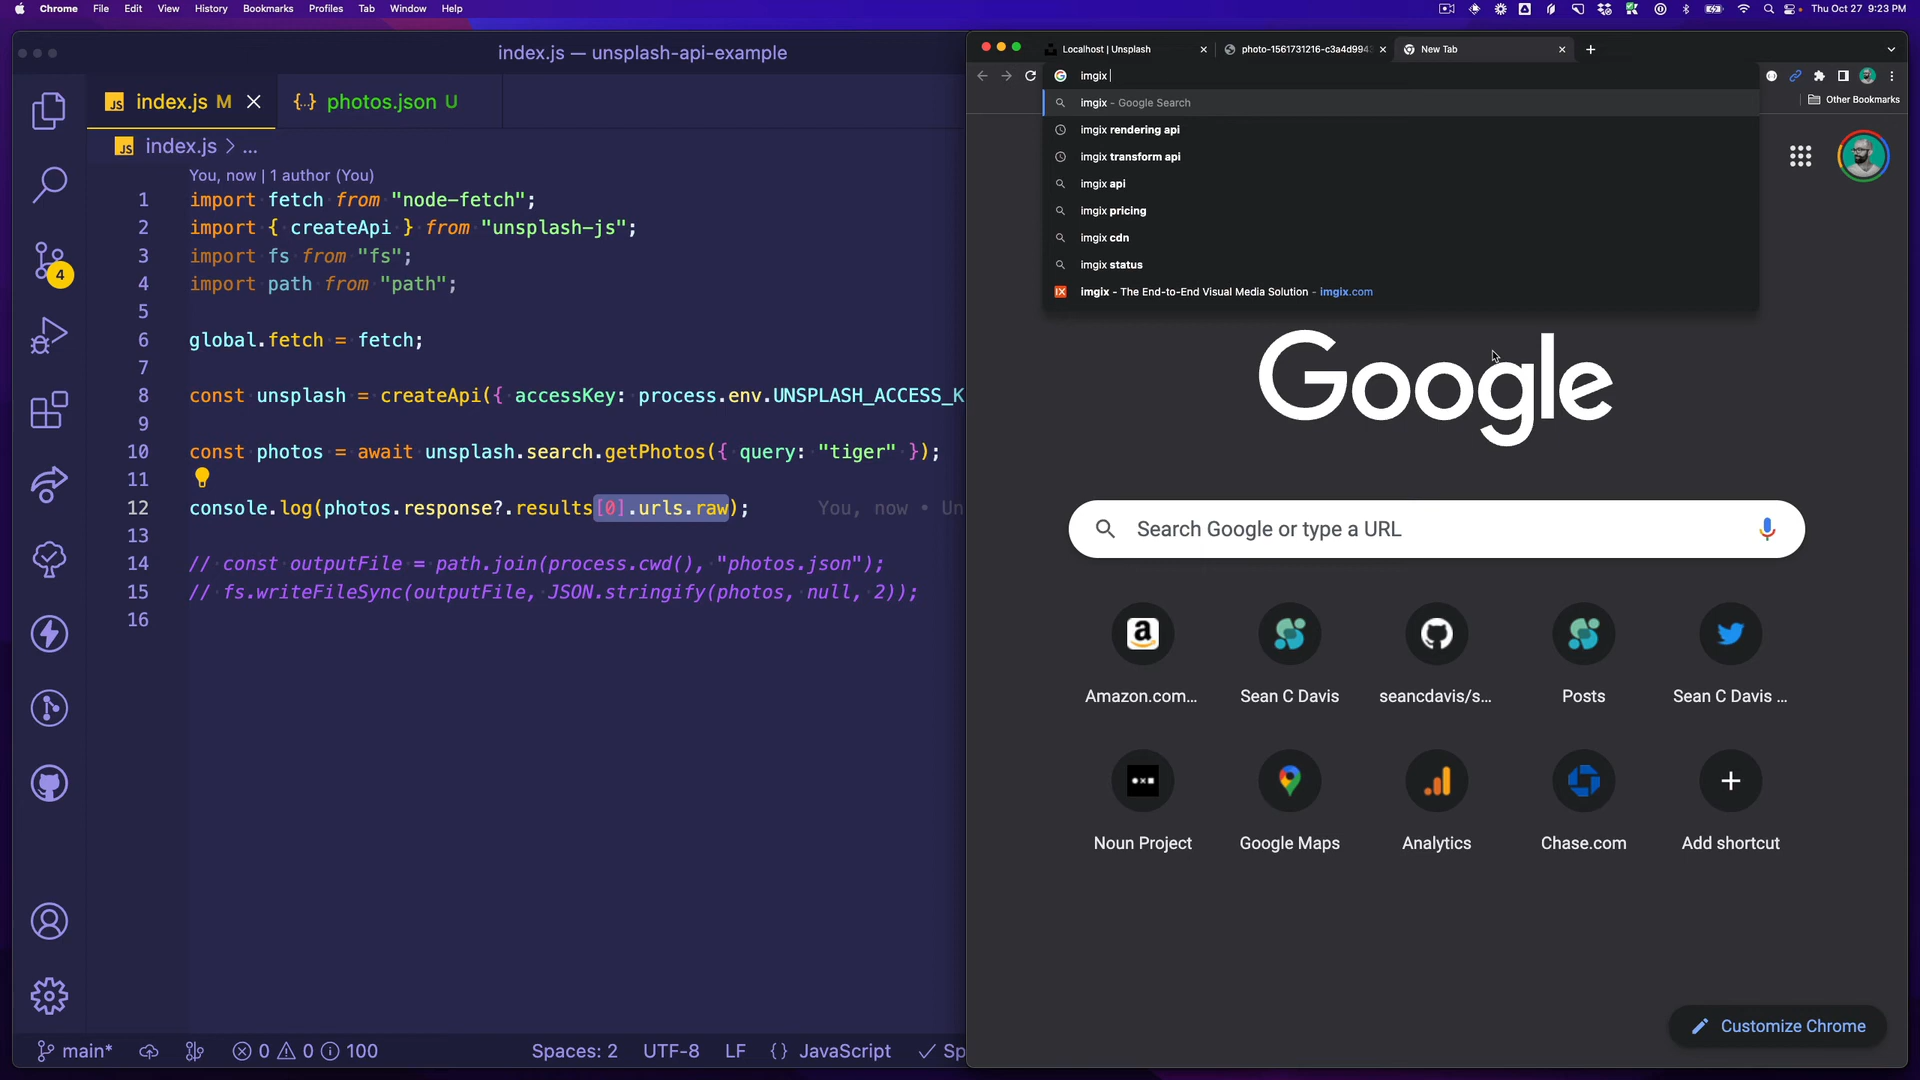 Chrome File Edit View History Bookmarks Profiles Tab Window Help
Thu Oct 27 9:23 PM
index.js — unsplash-api-example
index.js M
{..} photos.json U
index.js > ...
You, now | 1 author (You)
1 import fetch from "node-fetch";
2 import { createApi } from "unsplash-js";
3 import fs from "fs";
4 import path from "path";
5
6 global.fetch = fetch;
7
8 const unsplash = createApi({ accessKey: process.env.UNSPLASH_ACCESS_K
9
10 const photos = await unsplash.search.getPhotos({ query: "tiger" });
11
12 console.log(photos.response?.results[0].urls.raw); You, now • Un
13
14 // const outputFile = path.join(process.cwd(), "photos.json");
15 // fs.writeFileSync(outputFile, JSON.stringify(photos, null, 2));
16
4
main* 0 0 100 Spaces: 2 UTF-8 LF {} JavaScript Sp
Localhost | Unsplash
photo-1561731216-c3a4d994
New Tab
imgix
Other Bookmarks
imgix - Google Search
imgix rendering api
imgix transform api
imgix api
imgix pricing
imgix cdn
imgix status
imgix - The End-to-End Visual Media Solution - imgix.com
Google
Search Google or type a URL
Amazon.com...
Sean C Davis
seancdavis/s...
Posts
Sean C Davis ...
Noun Project
Google Maps
Analytics
Chase.com
Add shortcut
Customize Chrome